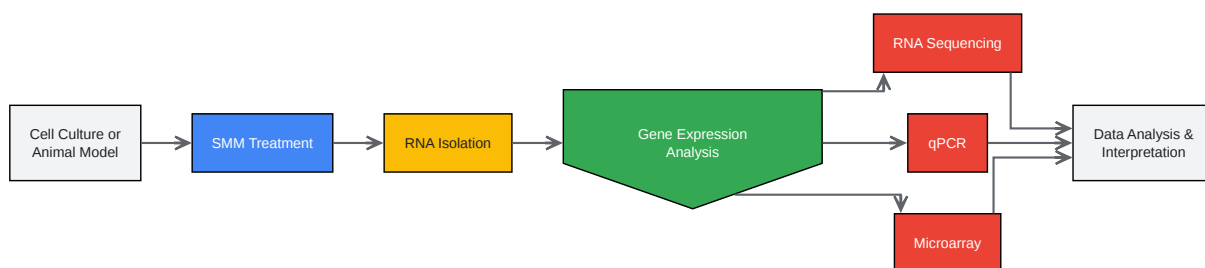 Cell Culture or
Animal Model
SMM Treatment
RNA Isolation
Gene Expression
Analysis
RNA Sequencing
qPCR
Microarray
Data Analysis &
Interpretation